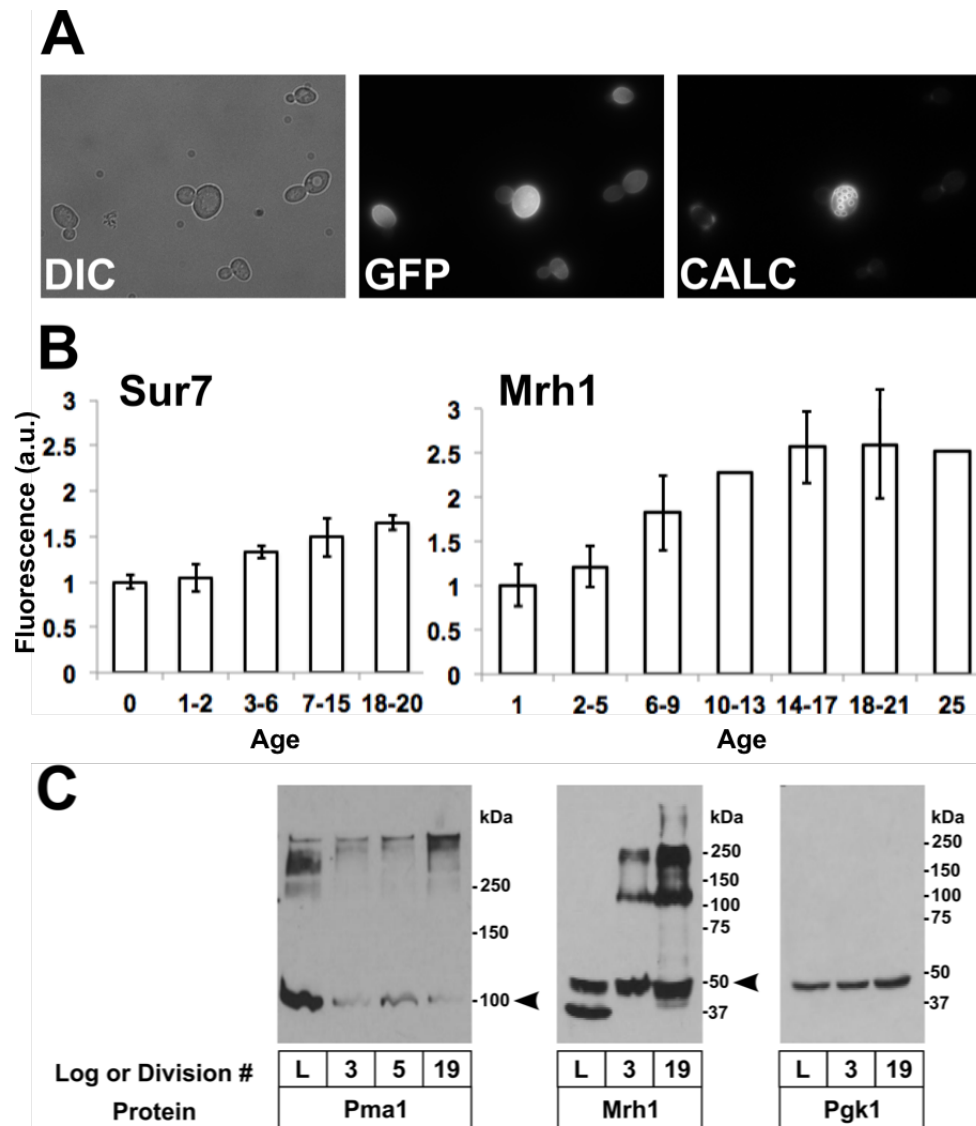 A
DIC
GFP
CALC
B
Sur7
Mrh1
Fluorescence (a.u.)
3
2.5
2
1.5
1
0.5
0
0 1-2 3-6 7-15 18-20
Age
3
2.5
2
1.5
1
0.5
0
1 2-5 6-9 10-13 14-17 18-21 25
Age
C
kDa
-250
-150
-100
kDa
-250
-150
-100
-75
-50
-37
kDa
-250
-150
-100
-75
-50
-37
Log or Division #
L 3 5 19
L 3 19
L 3 19
Protein
Pma1
Mrh1
Pgk1